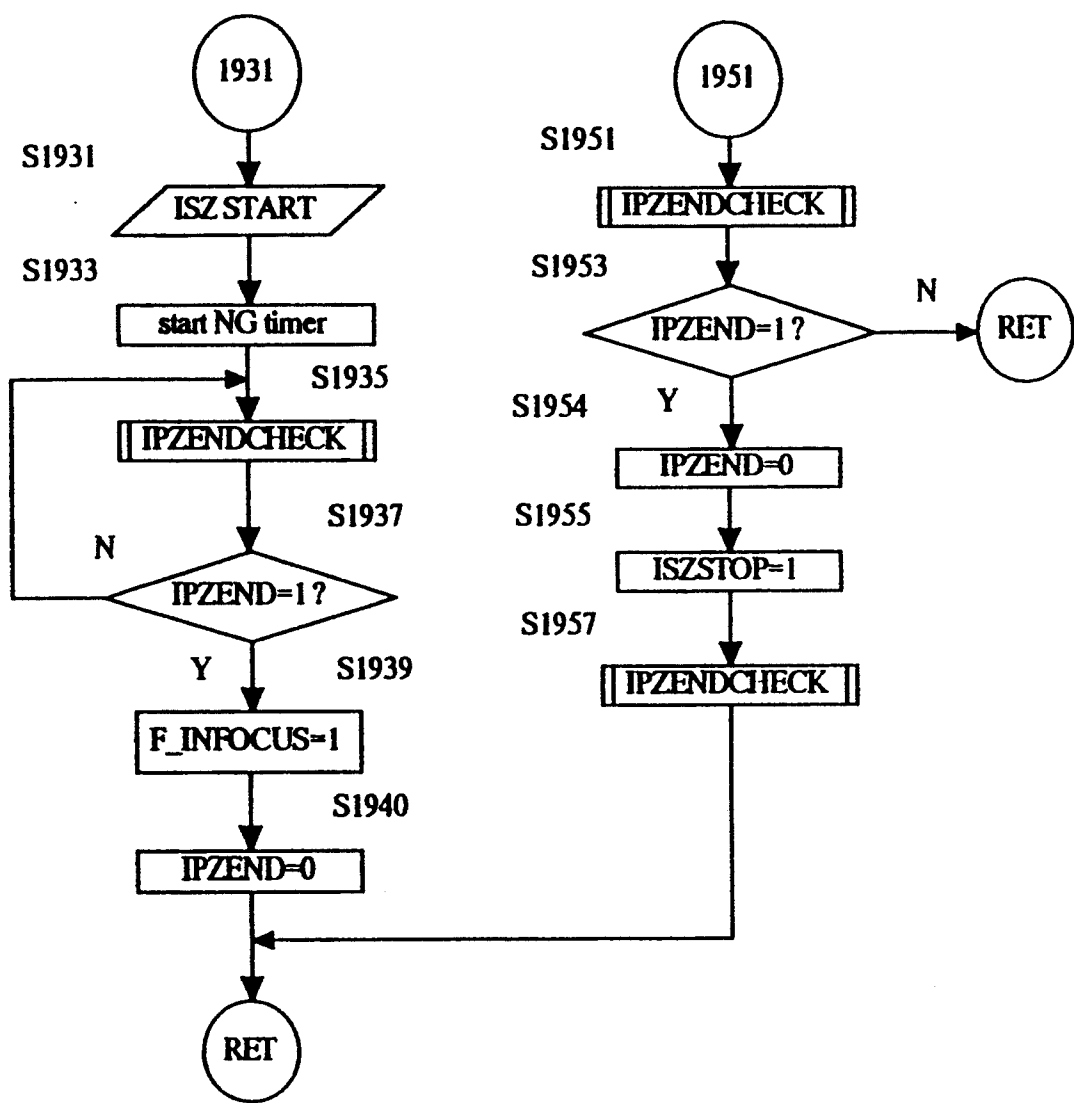 1931
S1931
ISZ START
S1933
start NG timer
S1935
IPZENDCHECK
S1937
N
IPZEND=1 ?
Y
S1939
F_INFOCUS=1
S1940
IPZEND=0
RET
1951
S1951
IPZENDCHECK
S1953
N
IPZEND=1 ?
RET
S1954
Y
IPZEND=0
S1955
ISZSTOP=1
S1957
IPZENDCHECK